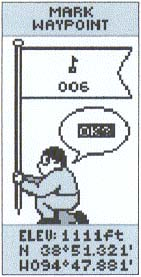 MARK
WAYPOINT
006
OK?
ELEV: 1111ft
N 38°51.321'
W094°47.881'